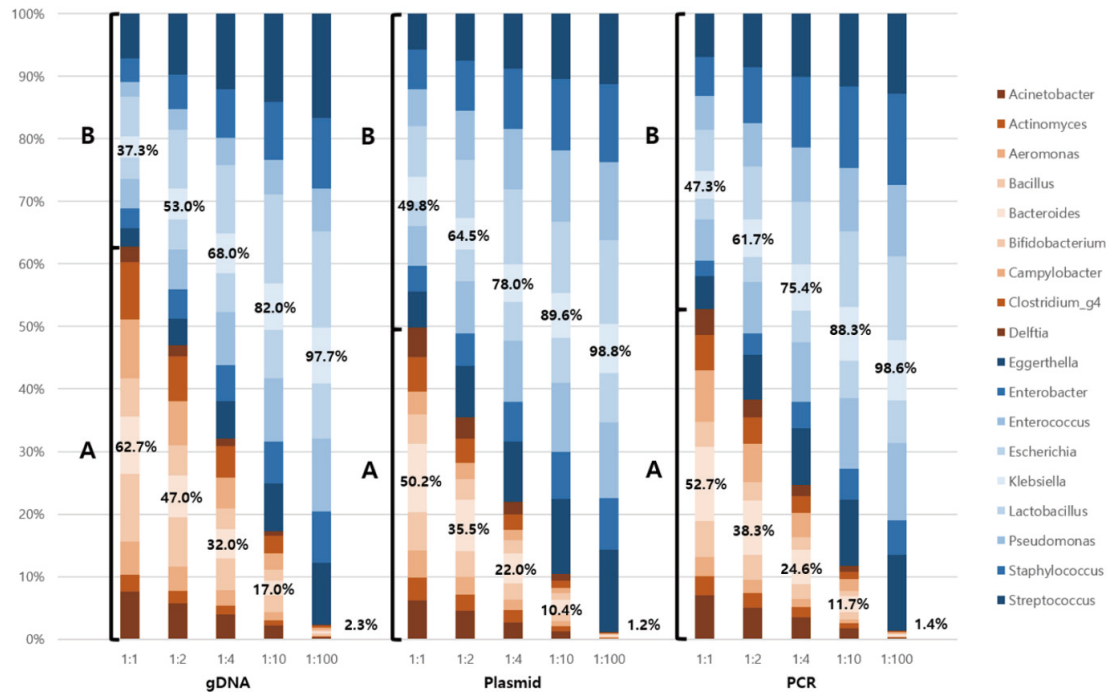 100%
90%
80%
70%
60%
50%
40%
30%
20%
10%
0%
B
A
37.3%
62.7%
53.0%
47.0%
68.0%
32.0%
82.0%
17.0%
97.7%
2.3%
1:1 1:2 1:4 1:10 1:100
gDNA
B
A
49.8%
50.2%
64.5%
35.5%
78.0%
22.0%
89.6%
10.4%
98.8%
1.2%
1:1 1:2 1:4 1:10 1:100
Plasmid
B
A
47.3%
52.7%
61.7%
38.3%
75.4%
24.6%
88.3%
11.7%
98.6%
1.4%
1:1 1:2 1:4 1:10 1:100
PCR
Acinetobacter
Actinomyces
Aeromonas
Bacillus
Bacteroides
Bifidobacterium
Campylobacter
Clostridium_g4
Delftia
Eggerthella
Enterobacter
Enterococcus
Escherichia
Klebsiella
Lactobacillus
Pseudomonas
Staphylococcus
Streptococcus